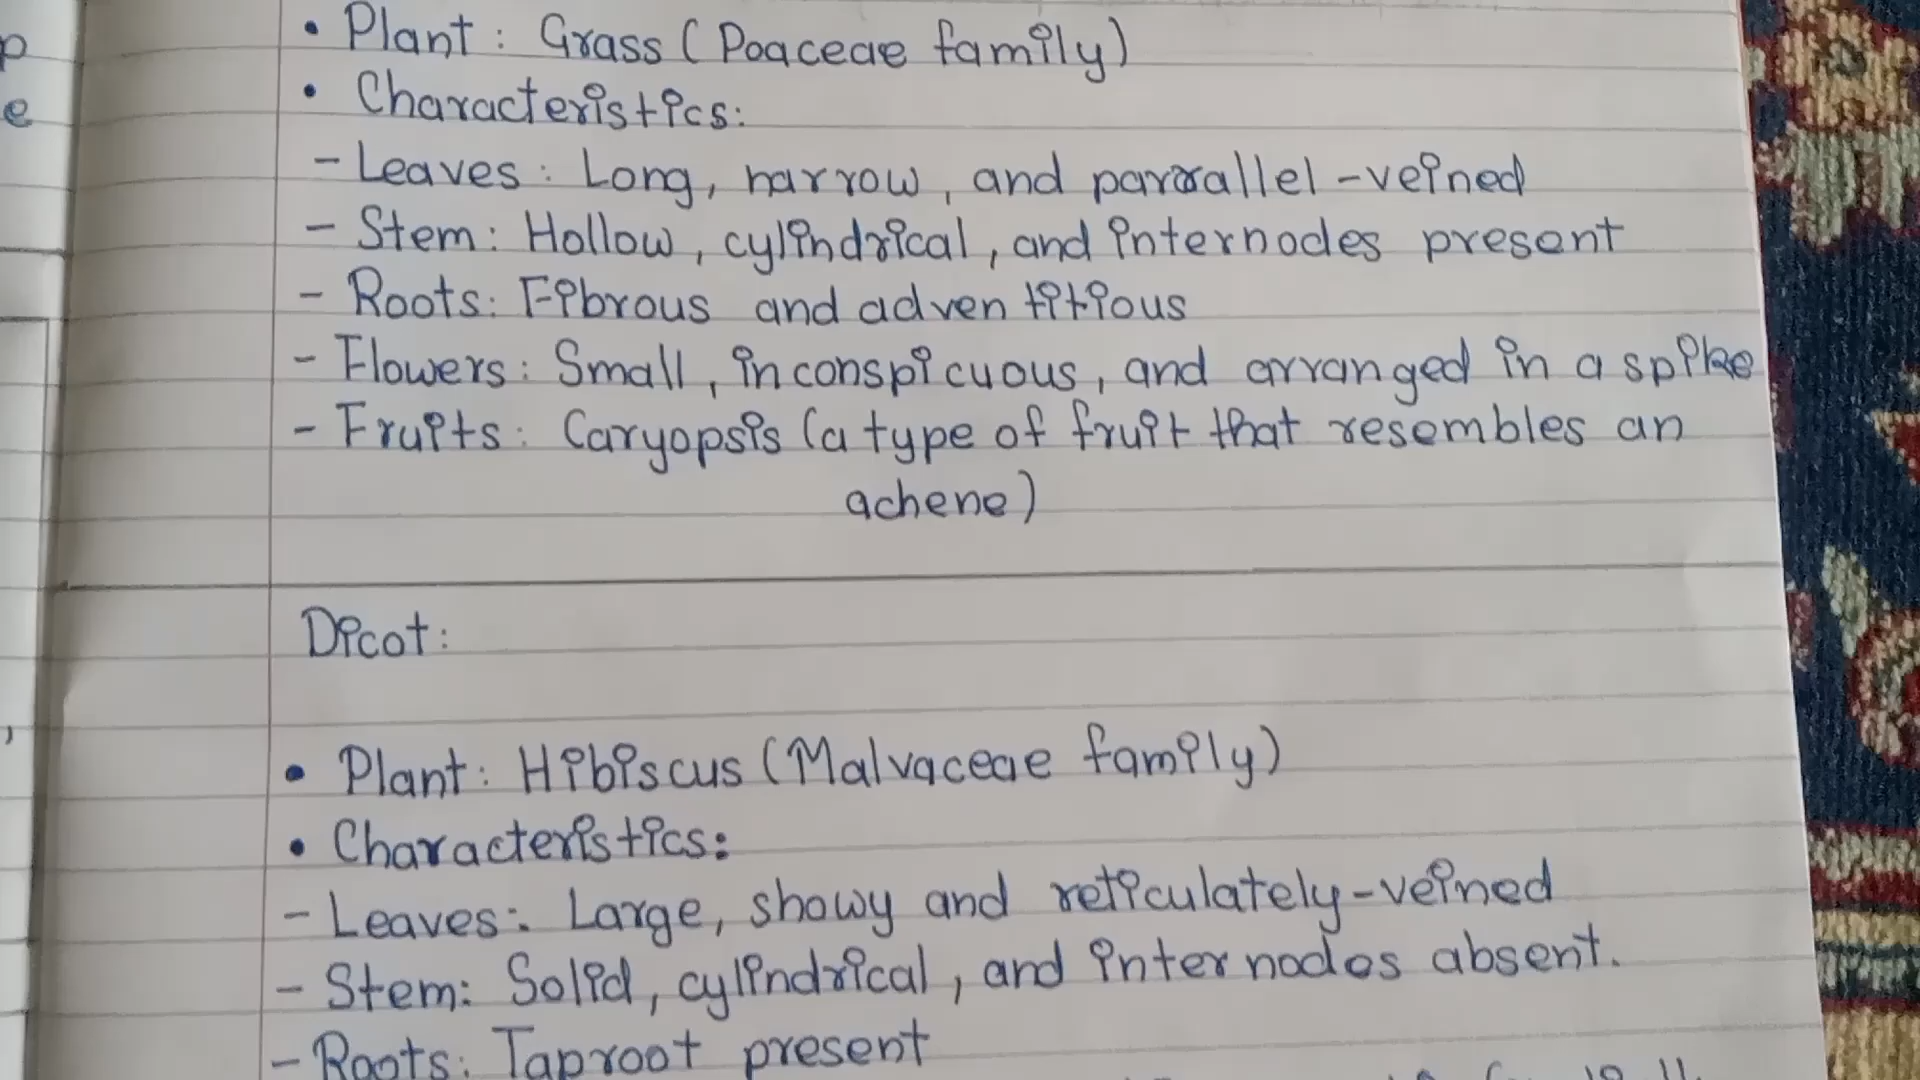 p
e
,
• Plant: Grass (Poaceae family)
• Characteristics:
- Leaves: Long, narrow, and parrallel-veined
- Stem: Hollow, cylindrical, and internodes present
- Roots: Fibrous and adventitious
- Flowers: Small, inconspicuous, and arranged in a spike
- Fruits: Caryopsis (a type of fruit that resembles an
achene)
Dicot:
• Plant: Hibiscus (Malvaceae family)
• Characteristics:
- Leaves: Large, showy and reticulately-veined
- Stem: Solid, cylindrical, and internodes absent.
- Roots: Taproot present